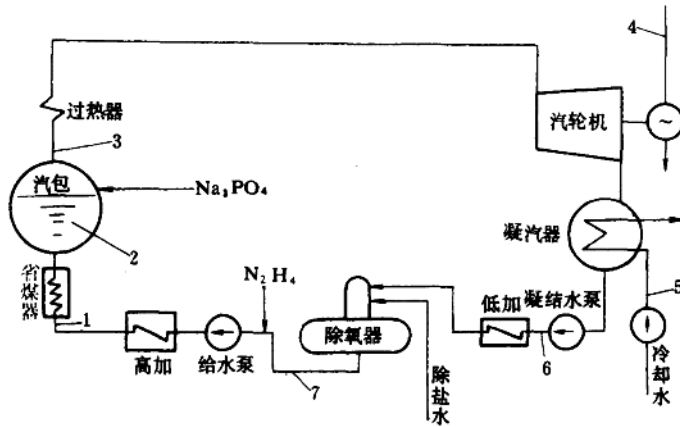 4
过热器
汽轮机
~
3
汽包
Na₃PO₄
2
凝汽器
省煤器
N₂H₄
低加
凝结水泵
5
1
除氧器
高加
给水泵
7
除盐水
6
冷却水